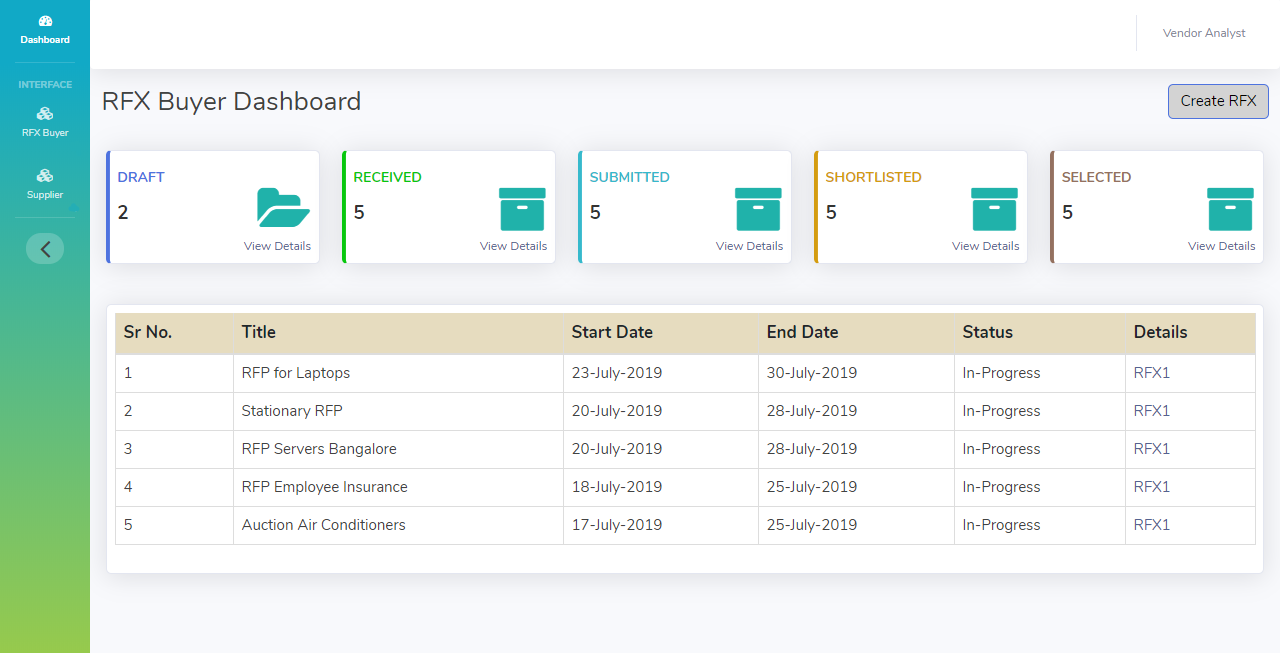 Dashboard
INTERFACE
RFX Buyer
Supplier
Vendor Analyst
RFX Buyer Dashboard
Create RFX
DRAFT
2
View Details
RECEIVED
5
View Details
SUBMITTED
5
View Details
SHORTLISTED
5
View Details
SELECTED
5
View Details
Sr No. Title Start Date End Date Status Details
1 RFP for Laptops 23-July-2019 30-July-2019 In-Progress RFX1
2 Stationary RFP 20-July-2019 28-July-2019 In-Progress RFX1
3 RFP Servers Bangalore 20-July-2019 28-July-2019 In-Progress RFX1
4 RFP Employee Insurance 18-July-2019 25-July-2019 In-Progress RFX1
5 Auction Air Conditioners 17-July-2019 25-July-2019 In-Progress RFX1